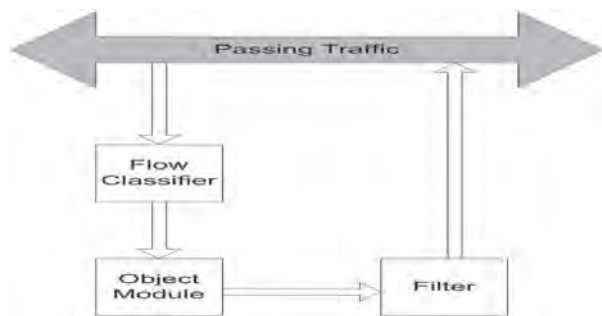 Passing Traffic
Flow
Classifier
Object
Module
Filter